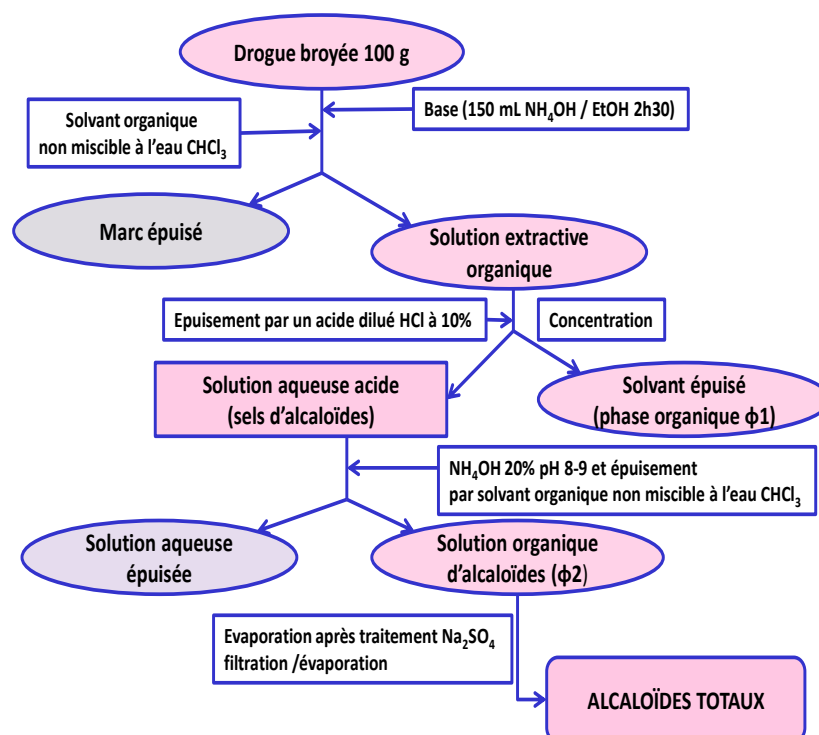 Drogue broyée 100 g
Base (150 mL NH₄OH / EtOH 2h30)
Solvant organique
non miscible à l'eau CHCl₃
Marc épuisé
Solution extractive
organique
Epuisement par un acide dilué HCl à 10%
Concentration
Solution aqueuse acide
(sels d'alcaloïdes)
Solvant épuisé
(phase organique ϕ1)
NH₄OH 20% pH 8-9 et épuisement
par solvant organique non miscible à l'eau CHCl₃
Solution aqueuse
épuisée
Solution organique
d'alcaloïdes (ϕ2)
Evaporation après traitement Na₂SO₄
filtration /évaporation
ALCALOÏDES TOTAUX